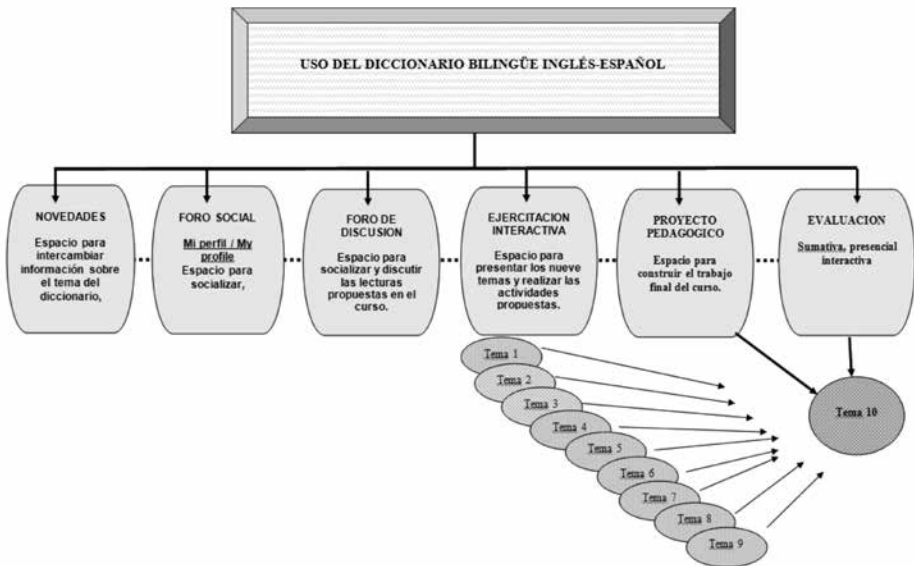 USO DEL DICCIONARIO BILINGÜE INGLÉS-ESPAÑOL
NOVEDADES
Espacio para
intercambiar
información sobre
el tema del
diccionario,
FORO SOCIAL
Mi perfil / My
profile
Espacio para
socializar,
FORO DE
DISCUSION
Espacio para
socializar y discutir
las lecturas
propuestas en el
curso.
EJERCITACION
INTERACTIVA
Espacio para
presentar los nueve
temas y realizar las
actividades
propuestas.
PROYECTO
PEDAGOGICO
Espacio para
construir el trabajo
final del curso.
EVALUACION
Sumativa, presencial
interactiva
Tema 1
Tema 2
Tema 3
Tema 4
Tema 5
Tema 6
Tema 7
Tema 8
Tema 9
Tema 10